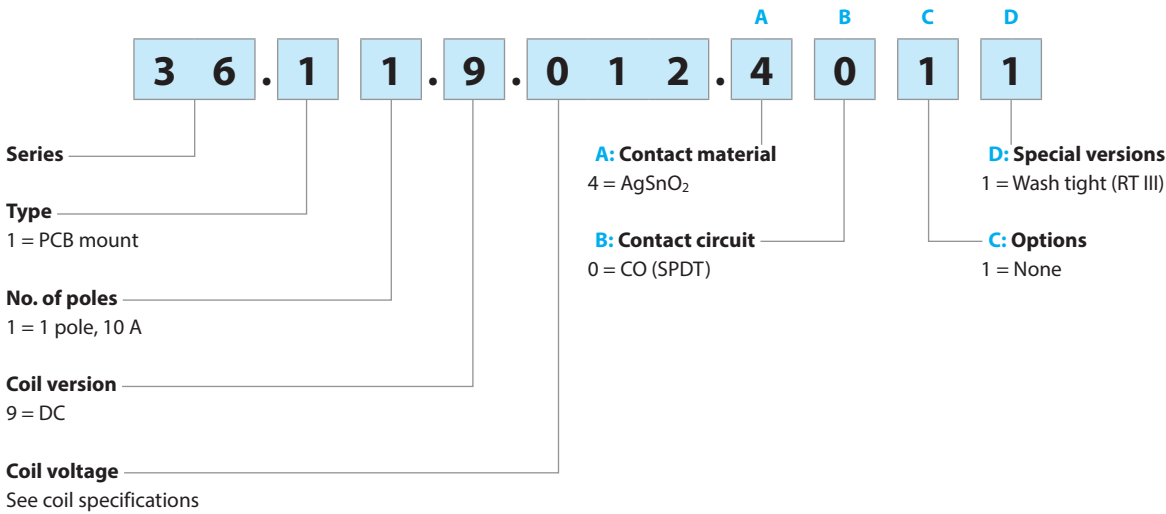 A B C D
3 6 . 1 1 . 9 . 0 1 2 . 4 0 1 1
Series
Type
1 = PCB mount
No. of poles
1 = 1 pole, 10 A
Coil version
9 = DC
Coil voltage
See coil specifications
A: Contact material
4 = AgSnO₂
B: Contact circuit
0 = CO (SPDT)
D: Special versions
1 = Wash tight (RT III)
C: Options
1 = None